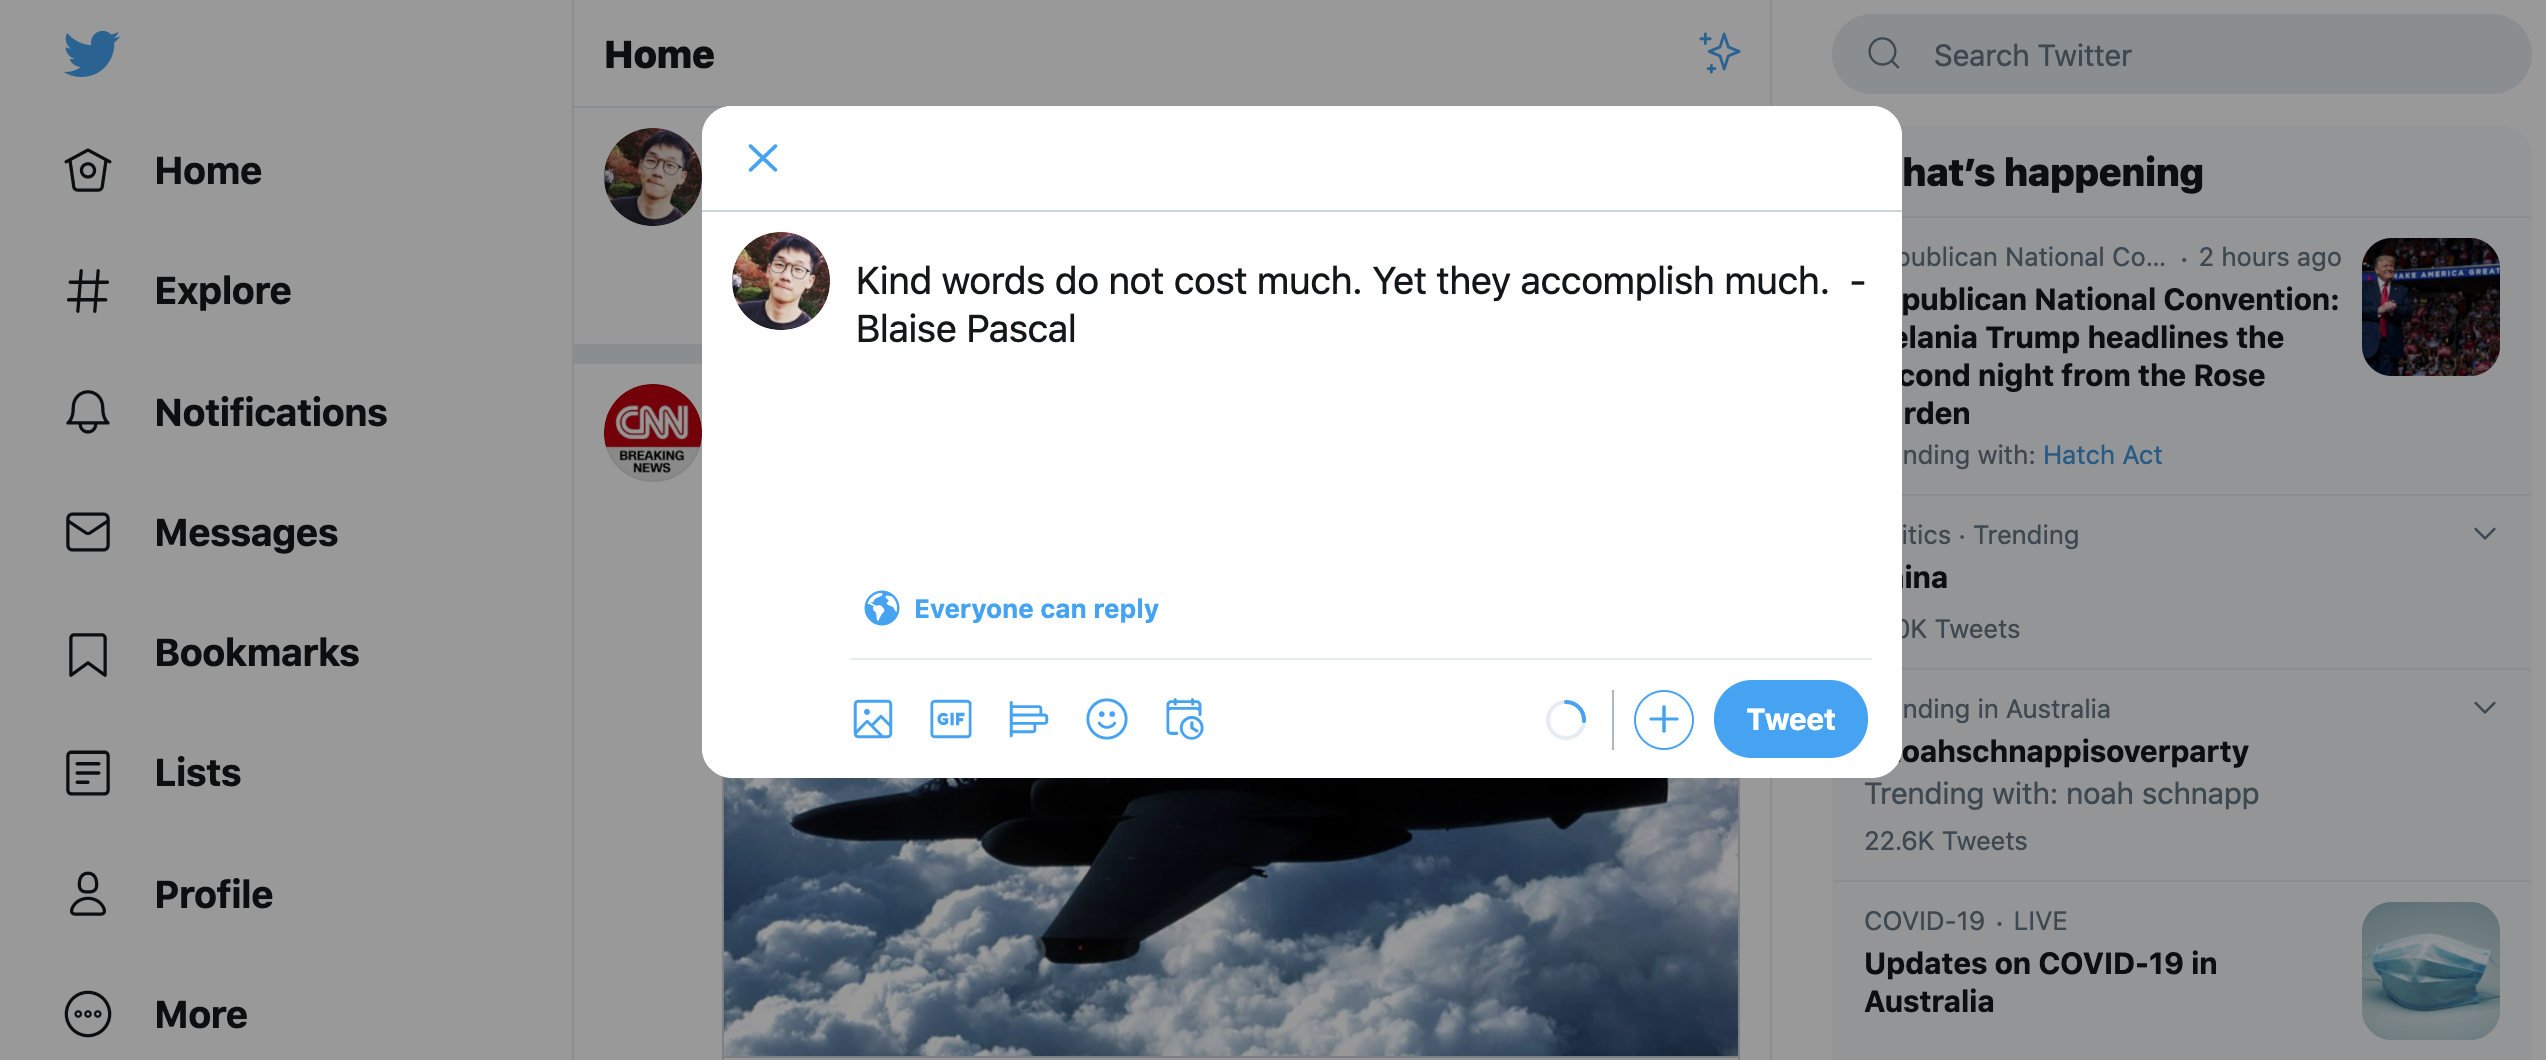 Home
Explore
Notifications
Messages
Bookmarks
Lists
Profile
More
Home
CNN
BREAKING
NEWS
Kind words do not cost much. Yet they accomplish much.  -
Blaise Pascal
Everyone can reply
GIF
Tweet
Search Twitter
hat’s happening
publican National Co... · 2 hours ago
publican National Convention:
elania Trump headlines the
cond night from the Rose
rden
nding with: Hatch Act
MAKE AMERICA GREAT
itics · Trending
ina
0K Tweets
nding in Australia
oahschnappisoverparty
Trending with: noah schnapp
22.6K Tweets
COVID-19 · LIVE
Updates on COVID-19 in
Australia